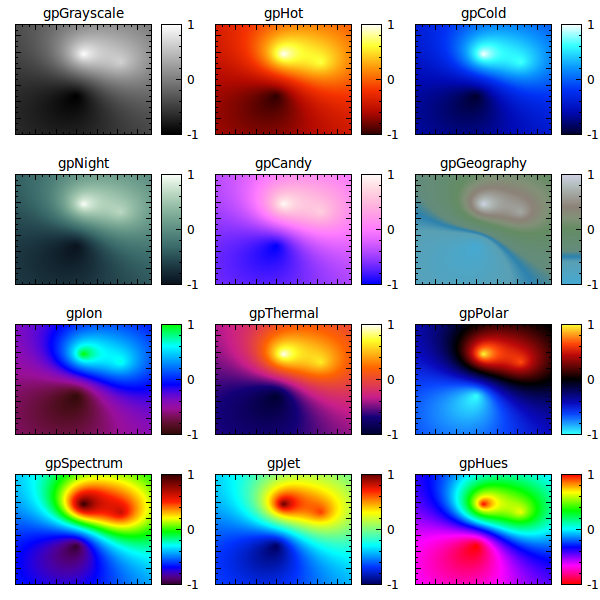 gpGrayscale gpHot gpCold
1 1 1
0 0 0
-1 -1 -1
gpNight gpCandy gpGeography
1 1 1
0 0 0
-1 -1 -1
gpIon gpThermal gpPolar
1 1 1
0 0 0
-1 -1 -1
gpSpectrum gpJet gpHues
1 1 1
0 0 0
-1 -1 -1